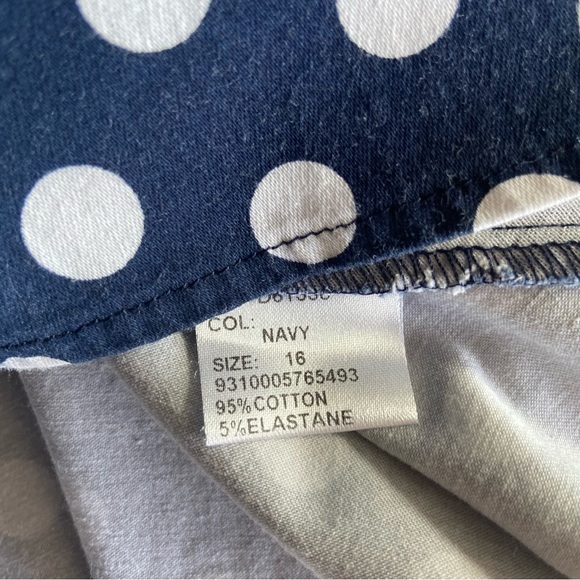 COL:
NAVY
SIZE: 16
9310005765493
95%COTTON
5%ELASTANE